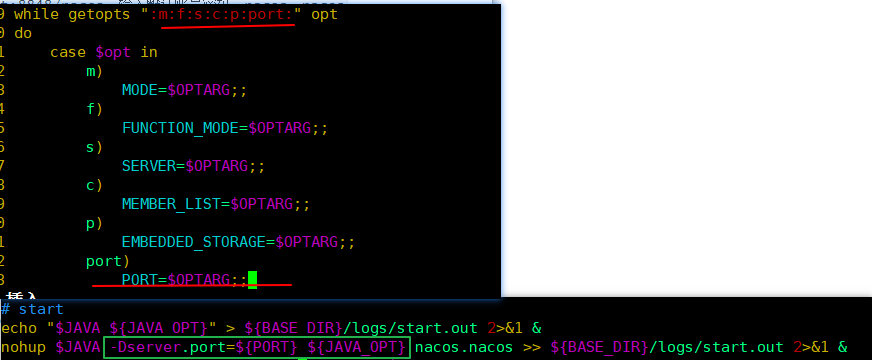 9 while getopts ":m:f:s:c:p:port:" opt
0 do
1     case $opt in
2         m)
3             MODE=$OPTARG;;
4         f)
5             FUNCTION_MODE=$OPTARG;;
6         s)
7             SERVER=$OPTARG;;
8         c)
9             MEMBER_LIST=$OPTARG;;
0         p)
1             EMBEDDED_STORAGE=$OPTARG;;
2         port)
3             PORT=$OPTARG;;
插入
# start
echo "$JAVA ${JAVA_OPT}" > ${BASE_DIR}/logs/start.out 2>&1 &
nohup $JAVA -Dserver.port=${PORT} ${JAVA_OPT} nacos.nacos >> ${BASE_DIR}/logs/start.out 2>&1 &